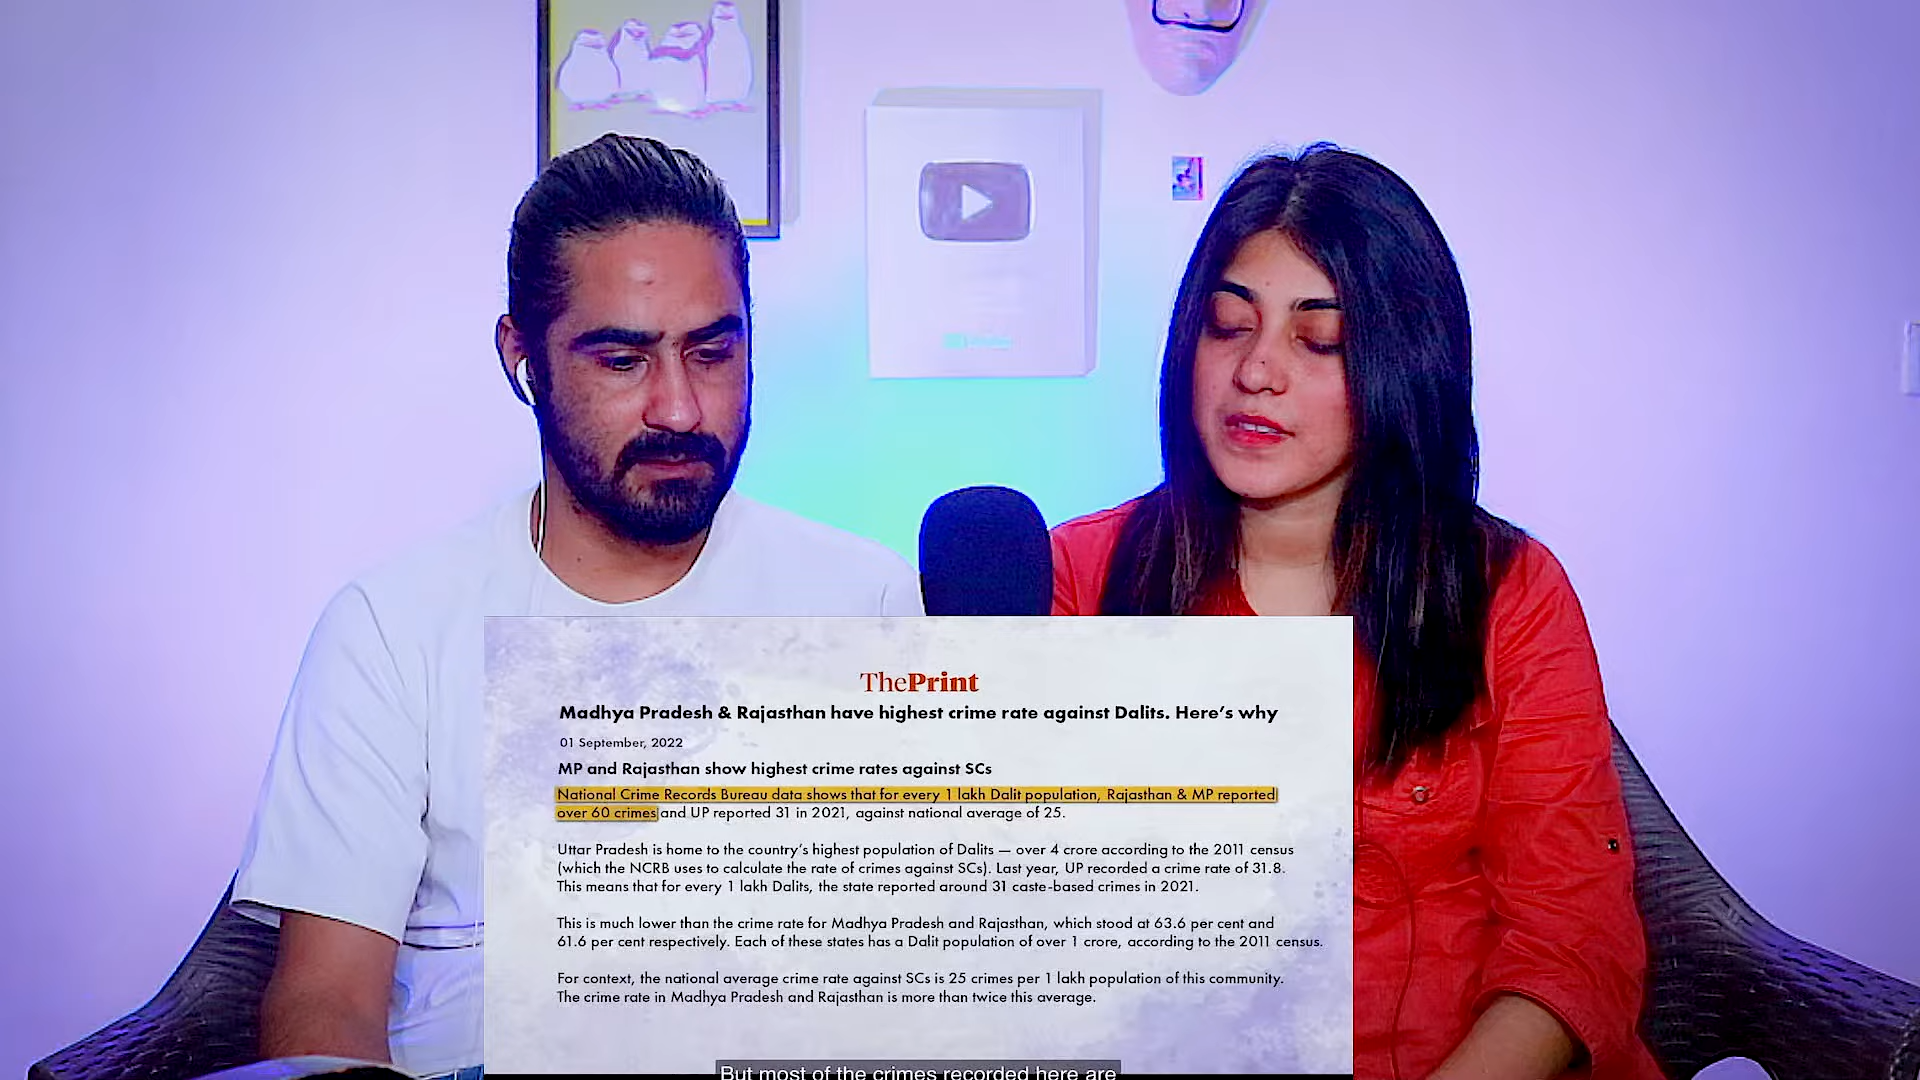 ThePrint
Madhya Pradesh & Rajasthan have highest crime rate against Dalits. Here's why
01 September, 2022
MP and Rajasthan show highest crime rates against SCs
National Crime Records Bureau data shows that for every 1 lakh Dalit population, Rajasthan & MP reported
over 60 crimes and UP reported 31 in 2021, against national average of 25.
Uttar Pradesh is home to the country's highest population of Dalits — over 4 crore according to the 2011 census
(which the NCRB uses to calculate the rate of crimes against SCs). Last year, UP recorded a crime rate of 31.8.
This means that for every 1 lakh Dalits, the state reported around 31 caste-based crimes in 2021.
This is much lower than the crime rate for Madhya Pradesh and Rajasthan, which stood at 63.6 per cent and
61.6 per cent respectively. Each of these states has a Dalit population of over 1 crore, according to the 2011 census.
For context, the national average crime rate against SCs is 25 crimes per 1 lakh population of this community.
The crime rate in Madhya Pradesh and Rajasthan is more than twice this average.
But most of the crimes recorded here are